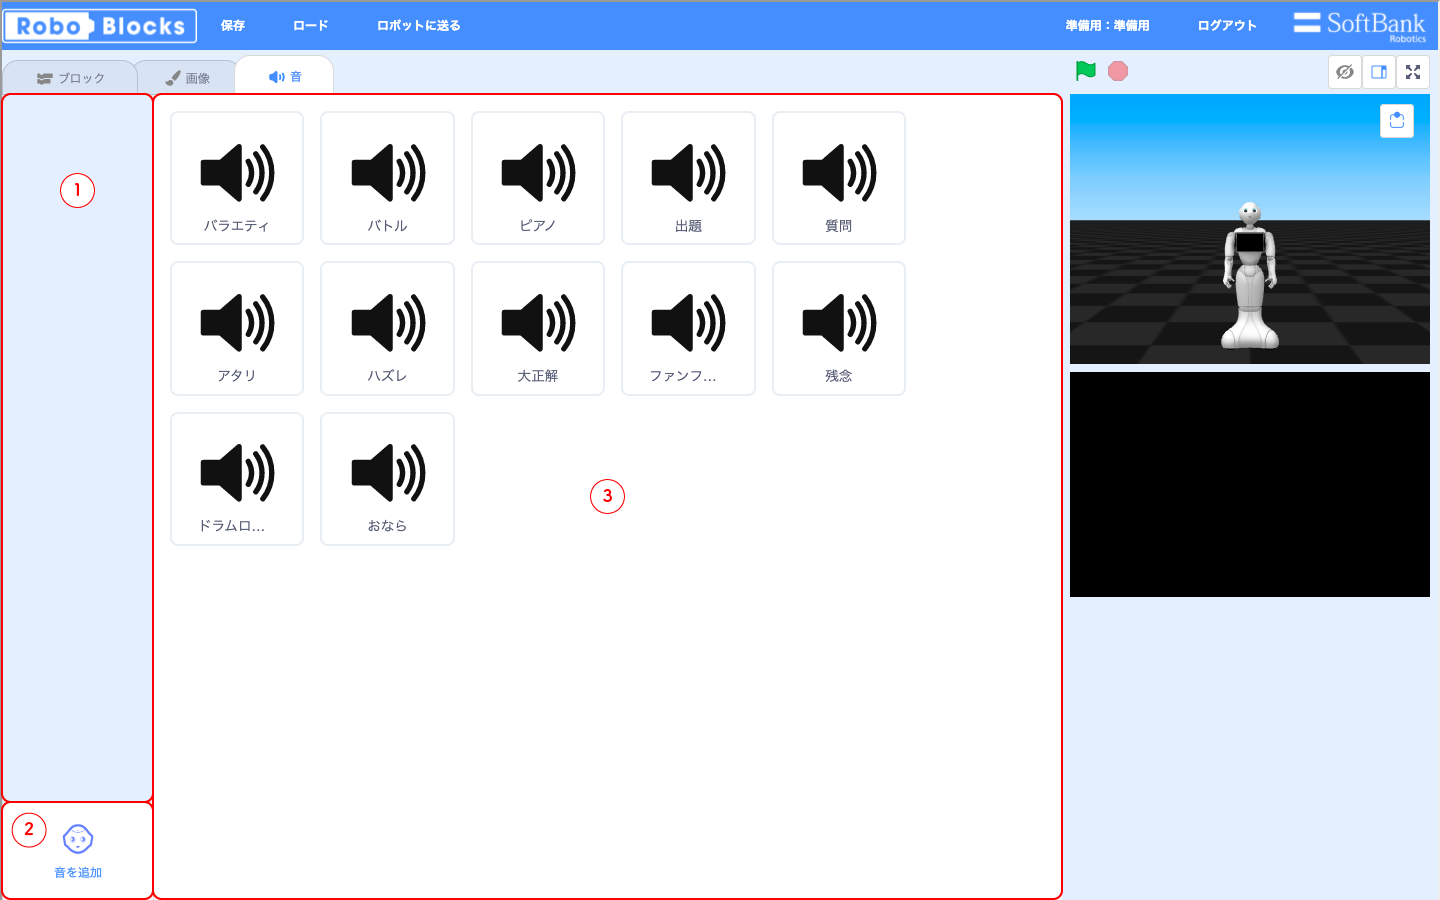 Robo Blocks
保存
ロード
ロボットに送る
準備用：準備用
ログアウト
SoftBank
Robotics
ブロック
画像
音
1
バラエティ
バトル
ピアノ
出題
質問
アタリ
ハズレ
大正解
ファンフ...
残念
ドラムロ...
おなら
3
2
音を追加